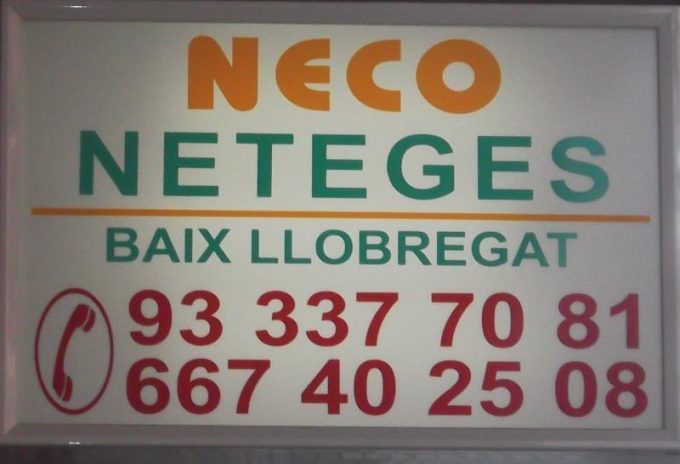 NECO
NETEGES
BAIX LLOBREGAT
93 337 70 81
667 40 25 08